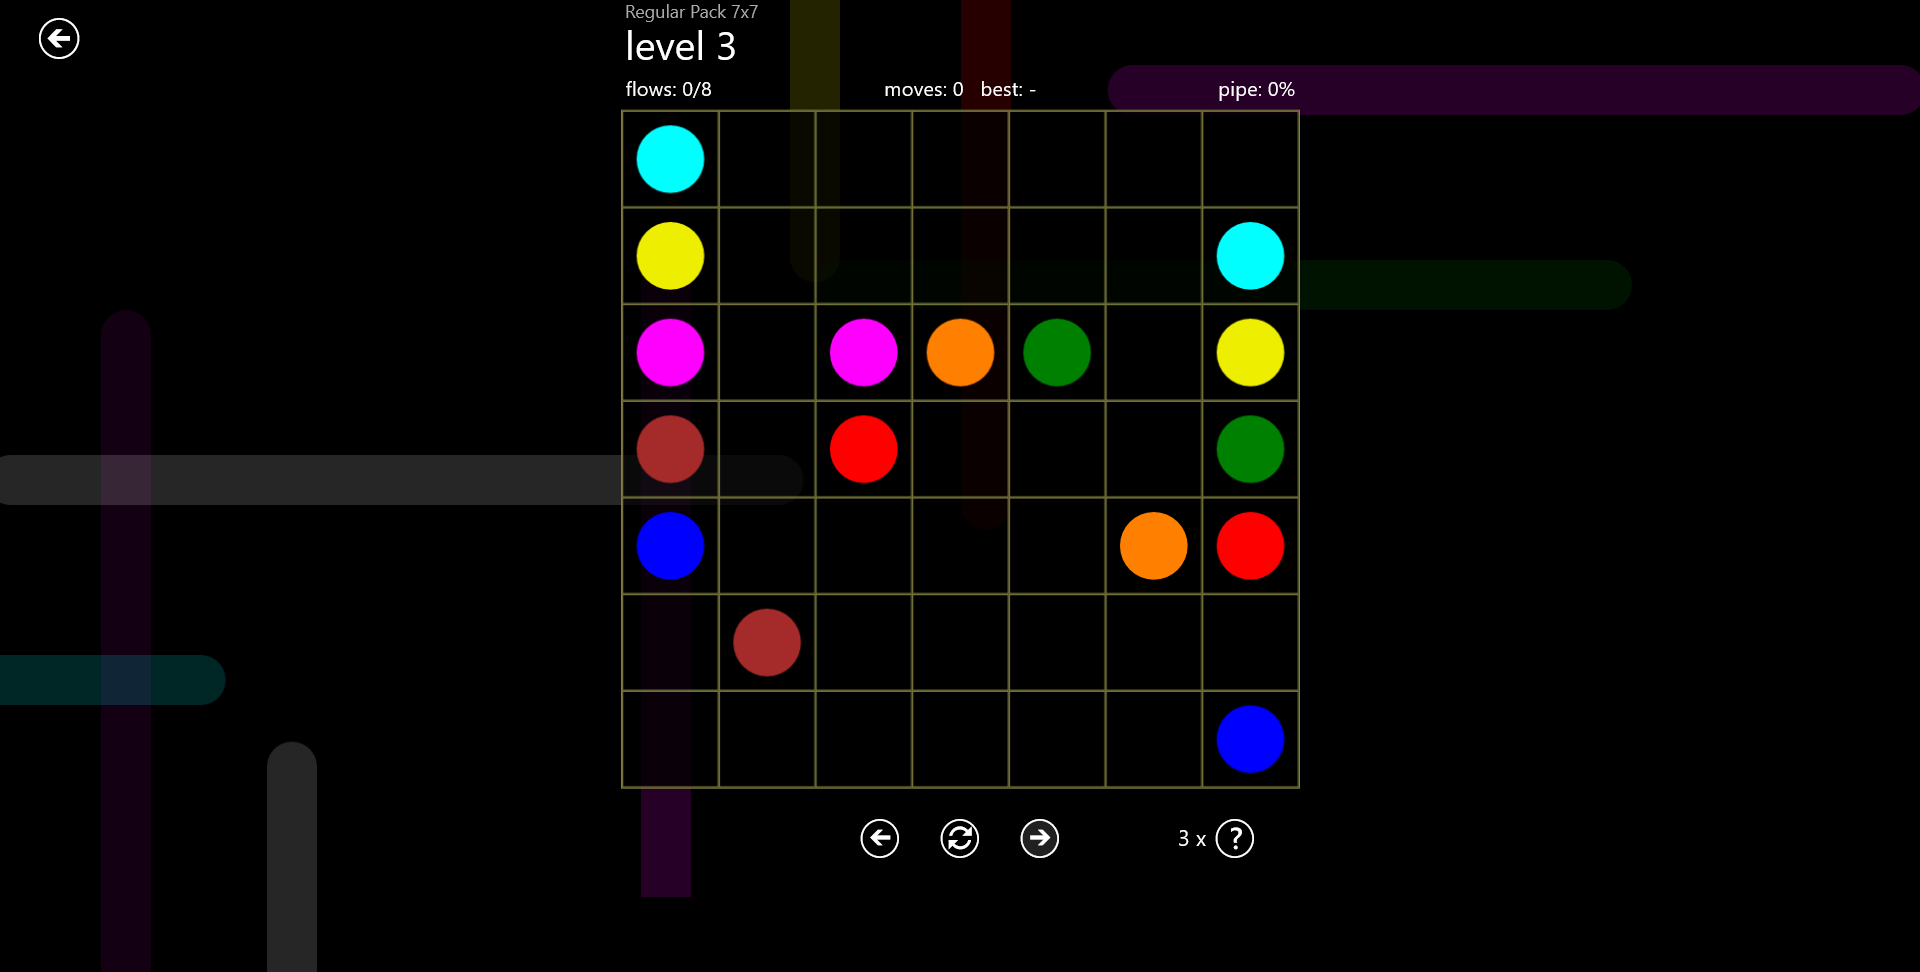 Regular Pack 7x7
level 3
flows: 0/8 moves: 0 best: - pipe: 0%
3 x ?